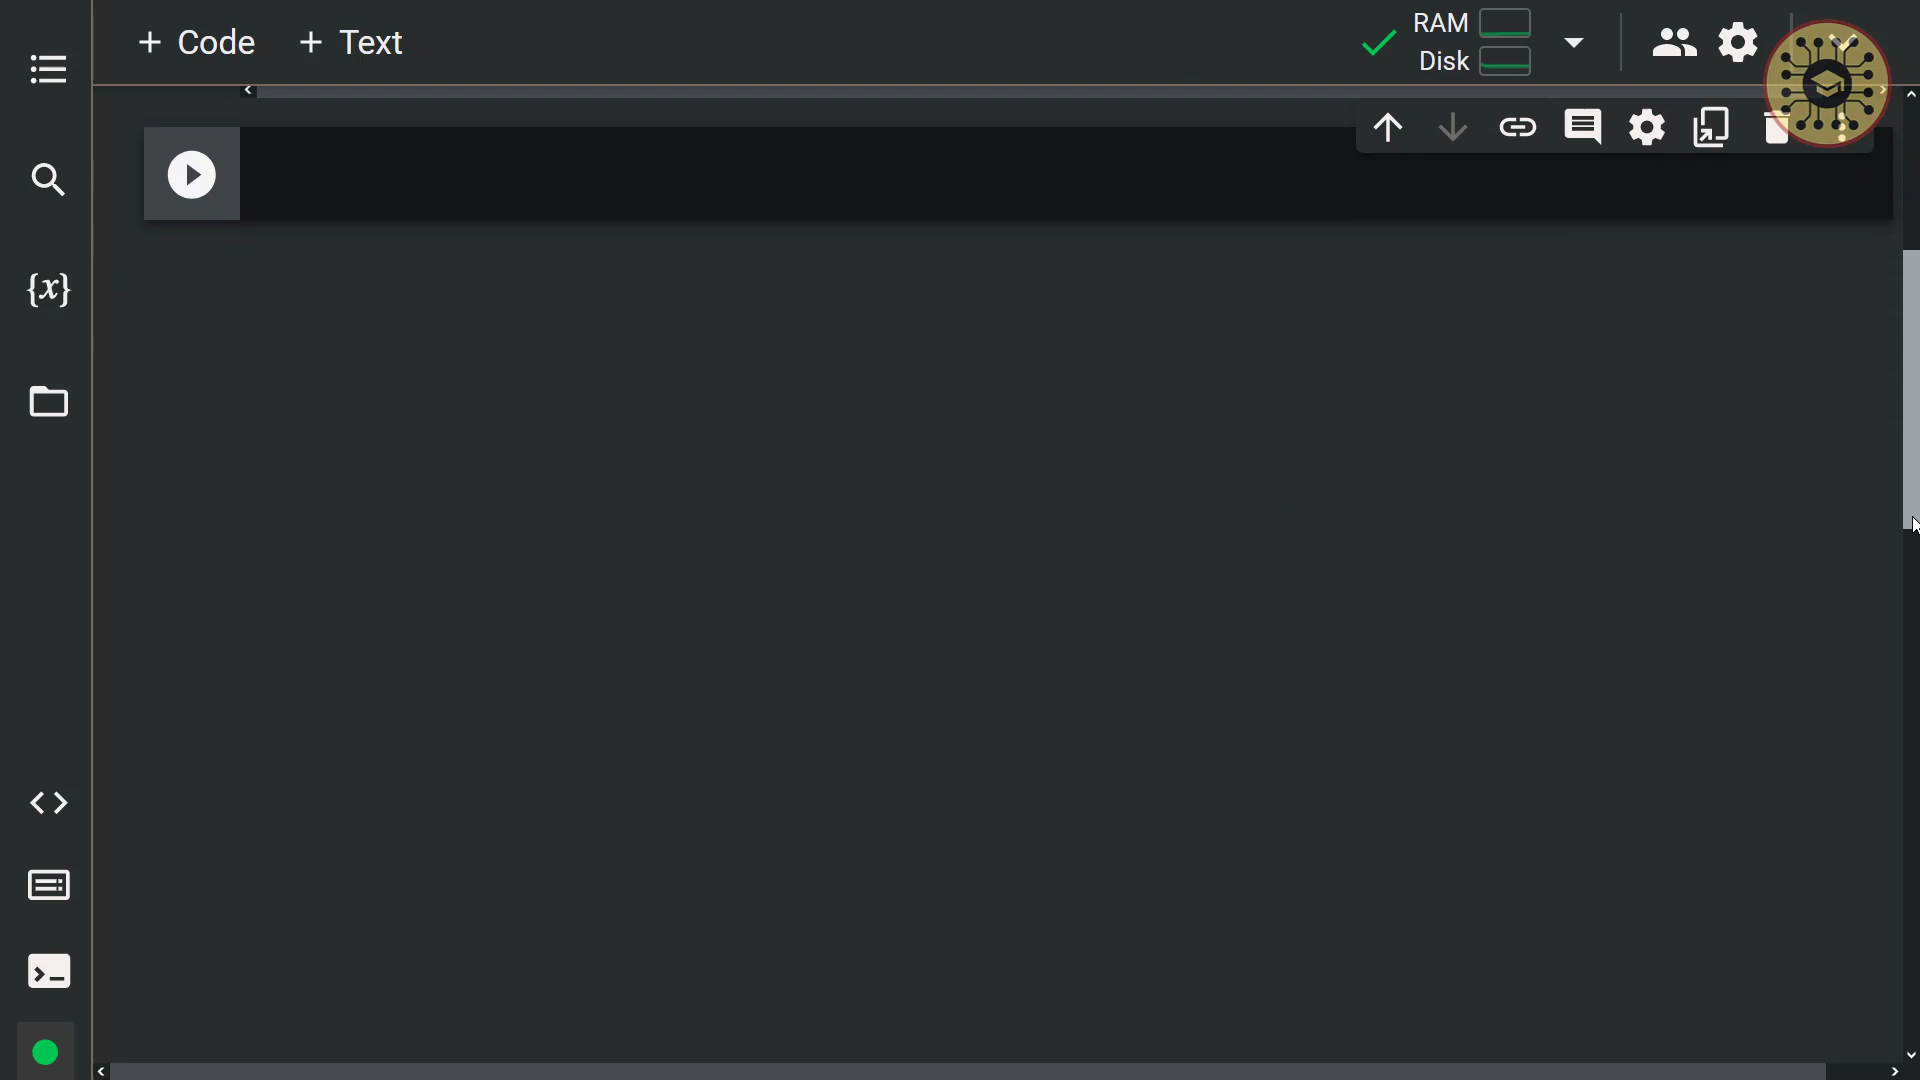 + Code + Text
RAM
Disk
{x}